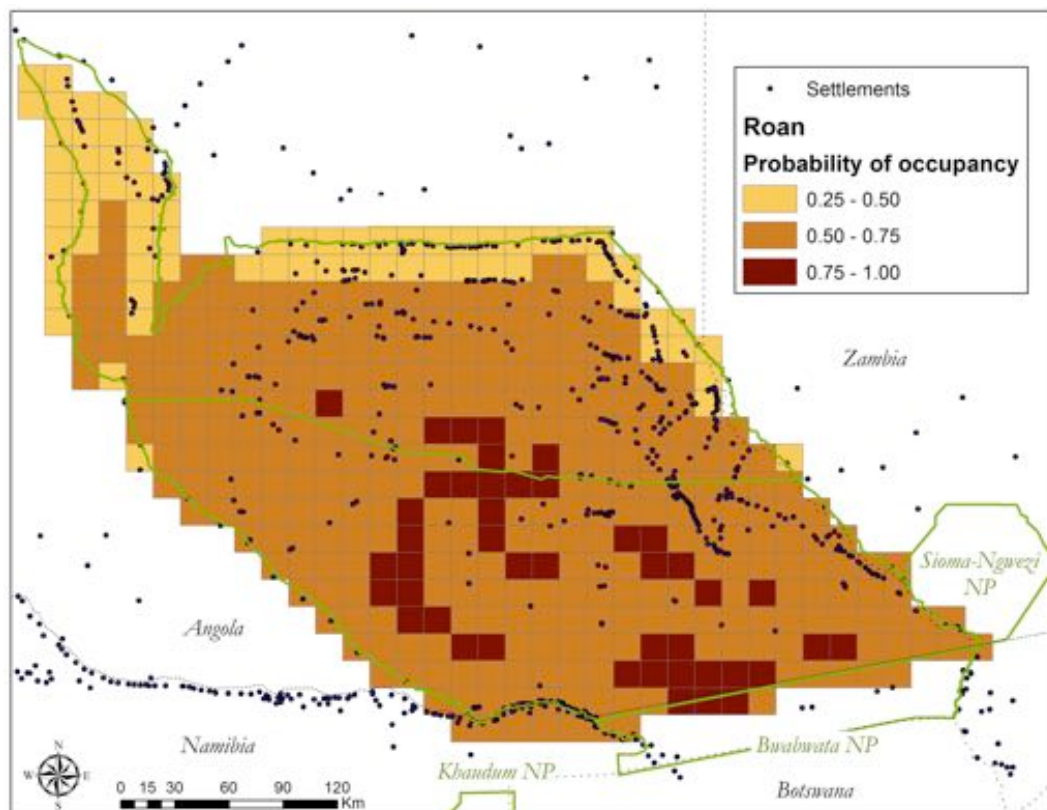 Settlements
Roan
Probability of occupancy
0.25 - 0.50
0.50 - 0.75
0.75 - 1.00
Zambia
Sioma-Ngwezi
NP
Angola
Namibia
Khaudum NP
Bwabwata NP
Botswana
N
W E
S
0 15 30 60 90 120
Km